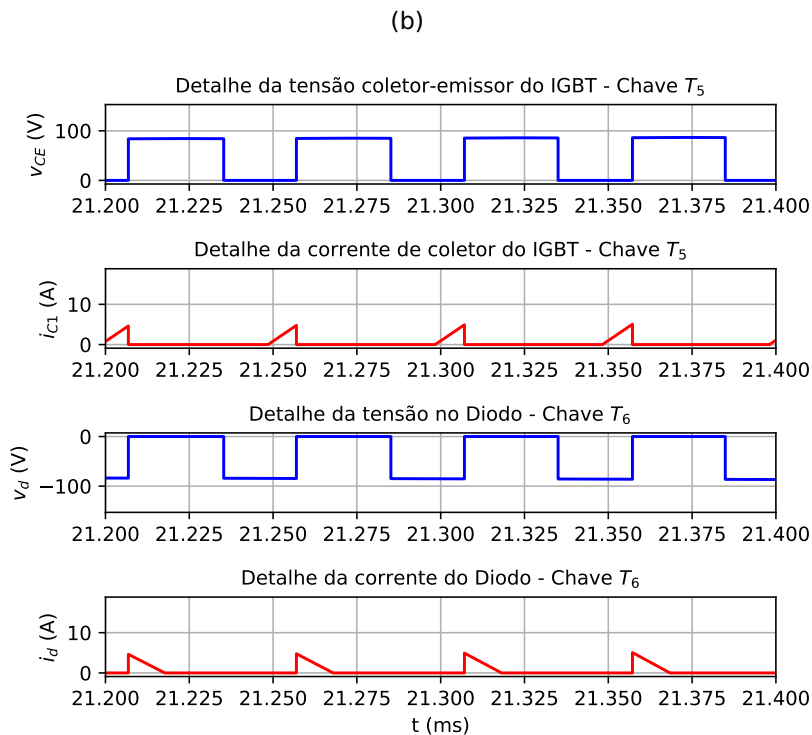 (b)
Detalhe da tensão coletor-emissor do IGBT - Chave T5
vCE (V)
100
0
21.200 21.225 21.250 21.275 21.300 21.325 21.350 21.375 21.400
Detalhe da corrente de coletor do IGBT - Chave T5
iC1 (A)
10
0
21.200 21.225 21.250 21.275 21.300 21.325 21.350 21.375 21.400
Detalhe da tensão no Diodo - Chave T6
vd (V)
0
−100
21.200 21.225 21.250 21.275 21.300 21.325 21.350 21.375 21.400
Detalhe da corrente do Diodo - Chave T6
id (A)
10
0
21.200 21.225 21.250 21.275 21.300 21.325 21.350 21.375 21.400
t (ms)